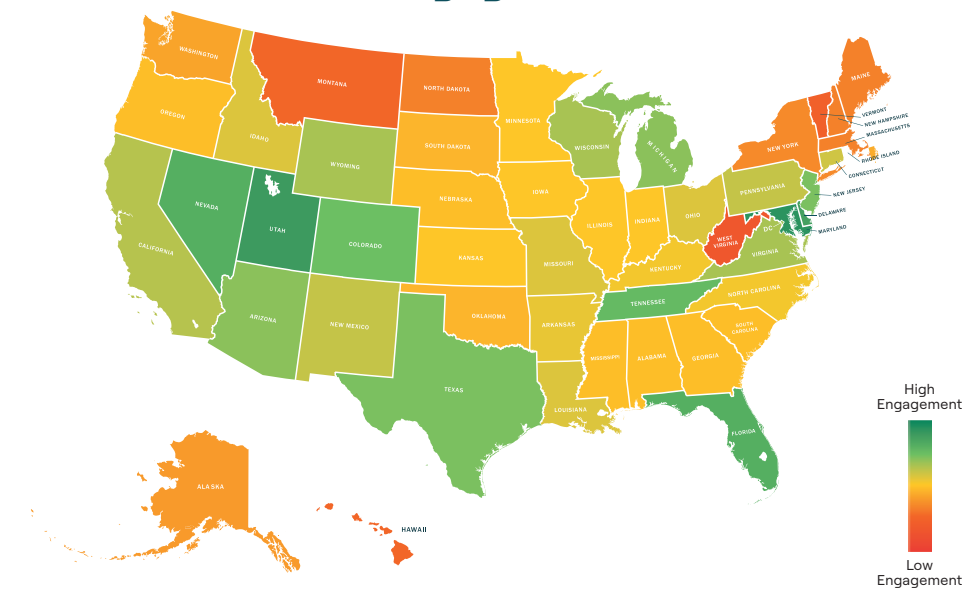 WASHINGTON
OREGON
IDAHO
MONTANA
NORTH DAKOTA
SOUTH DAKOTA
MINNESOTA
WISCONSIN
MICHIGAN
WYOMING
NEBRASKA
IOWA
NEVADA
UTAH
COLORADO
KANSAS
CALIFORNIA
ARIZONA
NEW MEXICO
OKLAHOMA
TEXAS
MISSOURI
ARKANSAS
LOUISIANA
ILLINOIS
INDIANA
OHIO
KENTUCKY
TENNESSEE
MISSISSIPPI
ALABAMA
GEORGIA
SOUTH
CAROLINA
NORTH CAROLINA
FLORIDA
WEST
VIRGINIA
VIRGINIA
DC
PENNSYLVANIA
NEW YORK
MAINE
VERMONT
NEW HAMPSHIRE
MASSACHUSETTS
RHODE ISLAND
CONNECTICUT
NEW JERSEY
DELAWARE
MARYLAND
ALASKA
HAWAII
High
Engagement
Low
Engagement